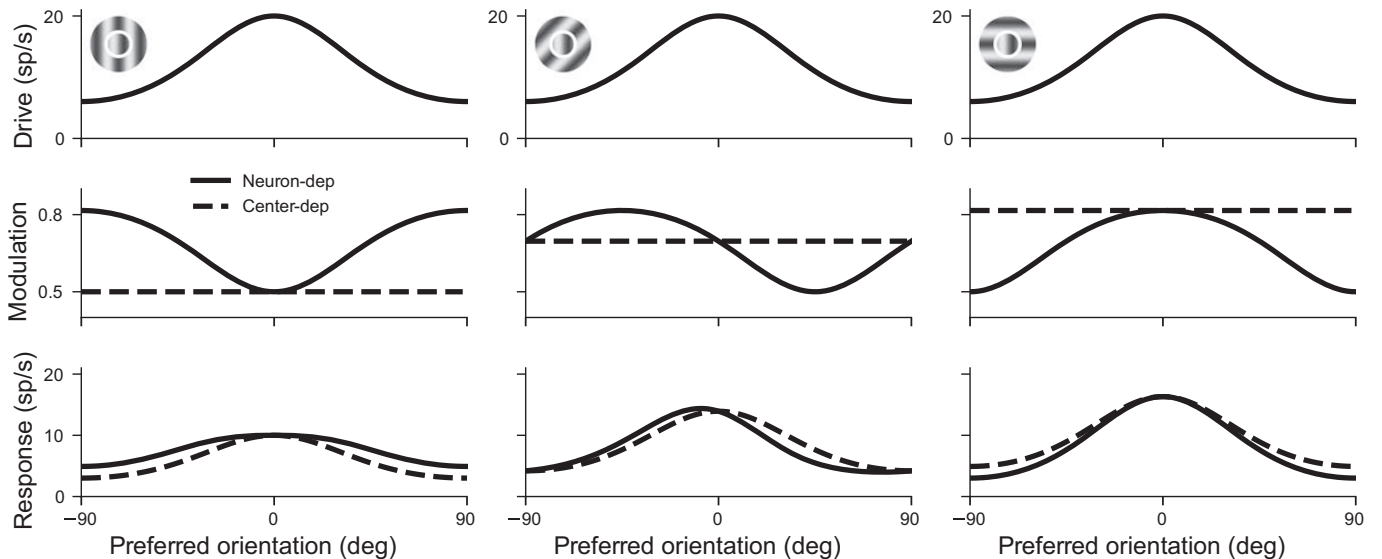 Drive (sp/s)
20
0
20
0
20
0
Modulation
0.8
0.5
Neuron-dep
Center-dep
Response (sp/s)
20
10
0
−90
0
90
Preferred orientation (deg)
−90
0
90
Preferred orientation (deg)
−90
0
90
Preferred orientation (deg)